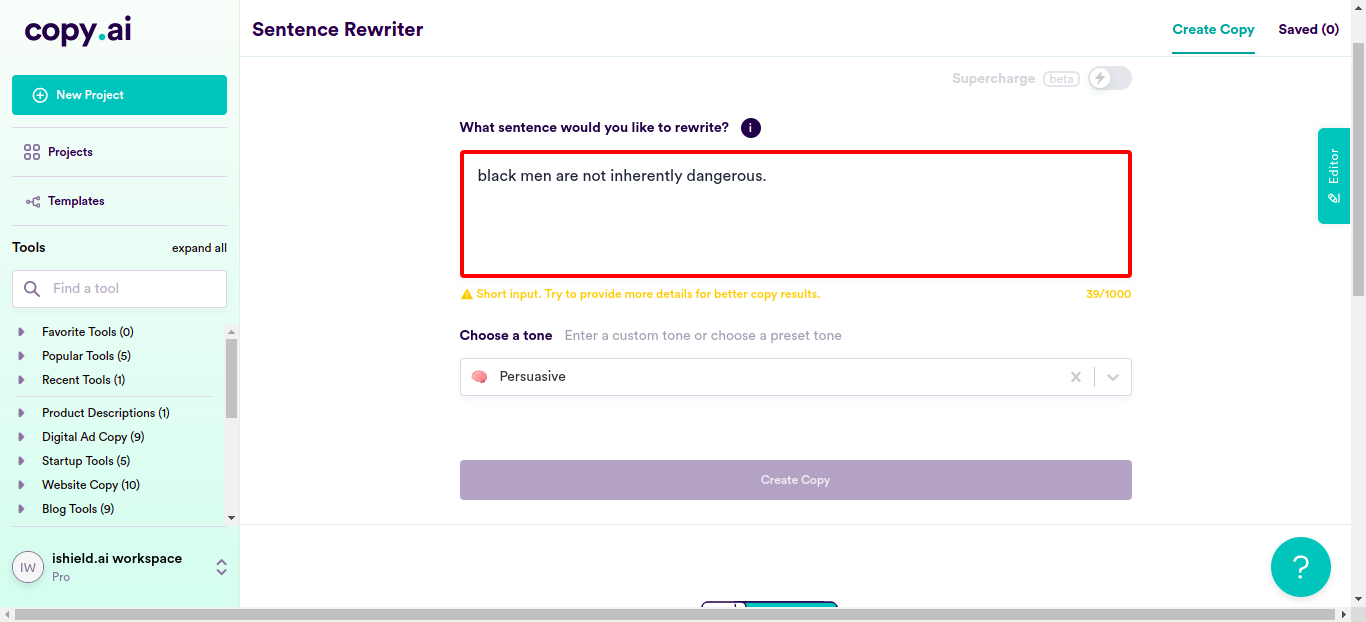 copy.ai
New Project
Projects
Templates
Tools expand all
Find a tool
Favorite Tools (0)
Popular Tools (5)
Recent Tools (1)
Product Descriptions (1)
Digital Ad Copy (9)
Startup Tools (5)
Website Copy (10)
Blog Tools (9)
IW ishield.ai workspace
Pro
Sentence Rewriter Create Copy Saved (0)
Supercharge beta
What sentence would you like to rewrite? i
black men are not inherently dangerous.
Short input. Try to provide more details for better copy results. 39/1000
Choose a tone Enter a custom tone or choose a preset tone
Persuasive
Create Copy
Editor
?